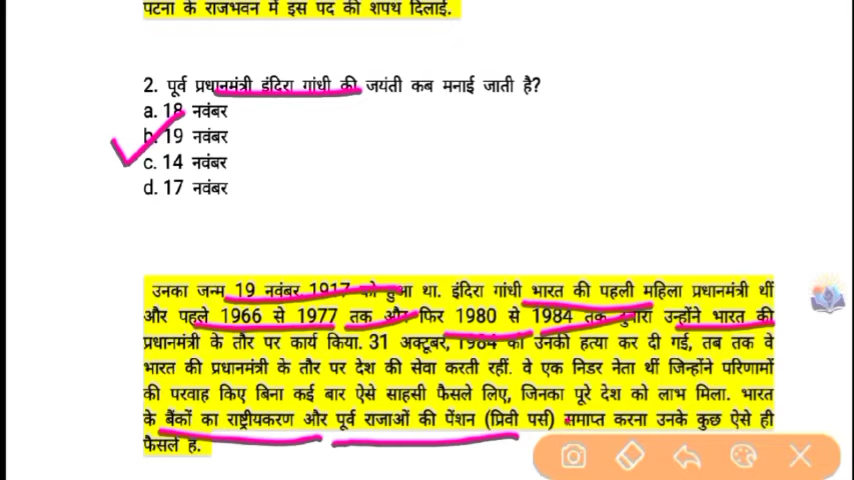 पटना के राजभवन में इस पद की शपथ दिलाई.
2. पूर्व प्रधानमंत्री इंदिरा गांधी की जयंती कब मनाई जाती है?
a. 18 नवंबर
b. 19 नवंबर
c. 14 नवंबर
d. 17 नवंबर
उनका जन्म 19 नवंबर 1917 को हुआ था. इंदिरा गांधी भारत की पहली महिला प्रधानमंत्री थीं
और पहले 1966 से 1977 तक और फिर 1980 से 1984 तक दुबारा उन्होंने भारत की
प्रधानमंत्री के तौर पर कार्य किया. 31 अक्टूबर, 1984 को उनकी हत्या कर दी गई, तब तक वे
भारत की प्रधानमंत्री के तौर पर देश की सेवा करती रहीं. वे एक निडर नेता थीं जिन्होंने परिणामों
की परवाह किए बिना कई बार ऐसे साहसी फैसले लिए, जिनका पूरे देश को लाभ मिला. भारत
के बैंकों का राष्ट्रीयकरण और पूर्व राजाओं की पेंशन (प्रिवी पर्स) समाप्त करना उनके कुछ ऐसे ही
फैसले ह.